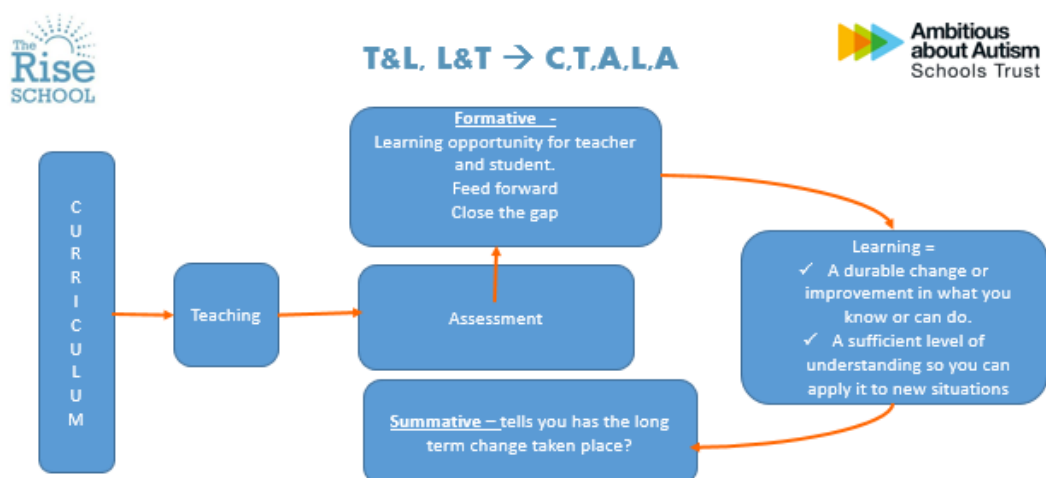 The
Rise
SCHOOL
T&L, L&T → C,T,A,L,A
Ambitious
about Autism
Schools Trust
C
U
R
R
I
C
U
L
U
M
Teaching
Assessment
Formative -
Learning opportunity for teacher
and student.
Feed forward
Close the gap
Learning =
✓ A durable change or
improvement in what you
know or can do.
✓ A sufficient level of
understanding so you can
apply it to new situations
Summative – tells you has the long
term change taken place?